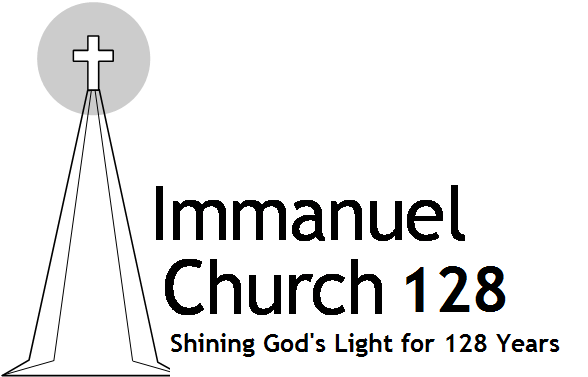 Immanuel
Church 128
Shining God's Light for 128 Years